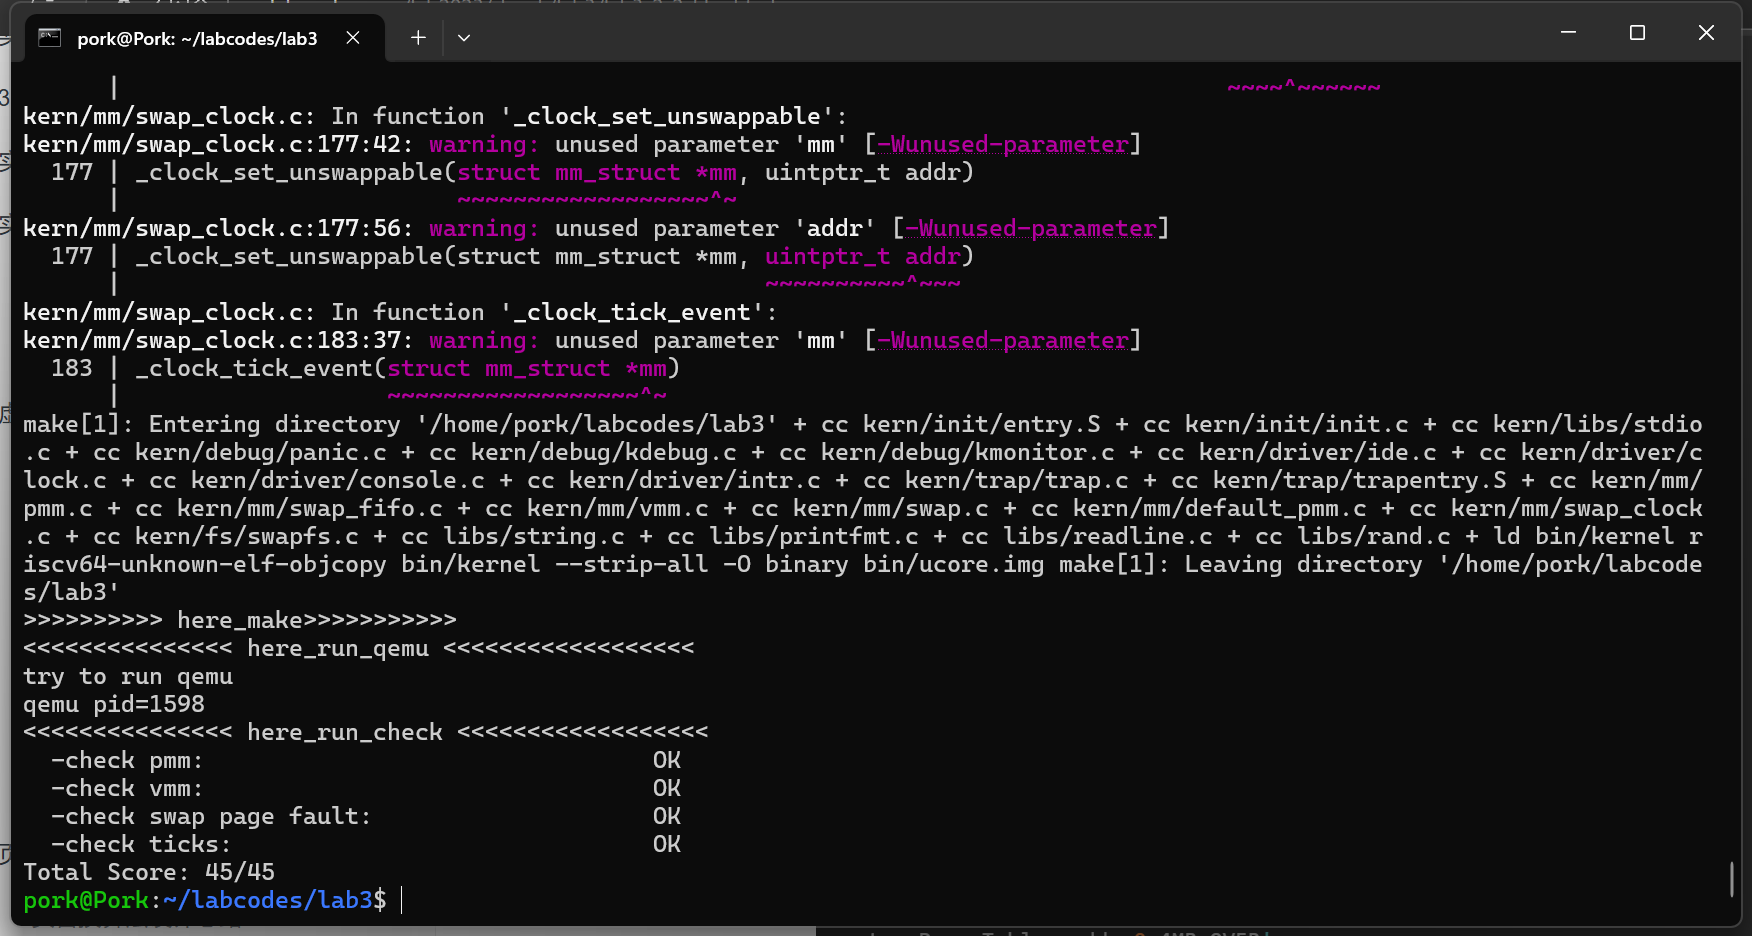 pork@Pork: ~/labcodes/lab3
      |                                                                               ~~~~^~~~~~~
kern/mm/swap_clock.c: In function '_clock_set_unswappable':
kern/mm/swap_clock.c:177:42: warning: unused parameter 'mm' [-Wunused-parameter]
  177 | _clock_set_unswappable(struct mm_struct *mm, uintptr_t addr)
      |                        ~~~~~~~~~~~~~~~~~~^~
kern/mm/swap_clock.c:177:56: warning: unused parameter 'addr' [-Wunused-parameter]
  177 | _clock_set_unswappable(struct mm_struct *mm, uintptr_t addr)
      |                                              ~~~~~~~~~~^~~~
kern/mm/swap_clock.c: In function '_clock_tick_event':
kern/mm/swap_clock.c:183:37: warning: unused parameter 'mm' [-Wunused-parameter]
  183 | _clock_tick_event(struct mm_struct *mm)
      |                   ~~~~~~~~~~~~~~~~~~^~
make[1]: Entering directory '/home/pork/labcodes/lab3' + cc kern/init/entry.S + cc kern/init/init.c + cc kern/libs/stdio
.c + cc kern/debug/panic.c + cc kern/debug/kdebug.c + cc kern/debug/kmonitor.c + cc kern/driver/ide.c + cc kern/driver/c
lock.c + cc kern/driver/console.c + cc kern/driver/intr.c + cc kern/trap/trap.c + cc kern/trap/trapentry.S + cc kern/mm/
pmm.c + cc kern/mm/swap_fifo.c + cc kern/mm/vmm.c + cc kern/mm/swap.c + cc kern/mm/default_pmm.c + cc kern/mm/swap_clock
.c + cc kern/fs/swapfs.c + cc libs/string.c + cc libs/printfmt.c + cc libs/readline.c + cc libs/rand.c + ld bin/kernel r
iscv64-unknown-elf-objcopy bin/kernel --strip-all -O binary bin/ucore.img make[1]: Leaving directory '/home/pork/labcode
s/lab3'
>>>>>>>>>> here_make>>>>>>>>>>>
<<<<<<<<<<<<<<< here_run_qemu <<<<<<<<<<<<<<<<<<
try to run qemu
qemu pid=1598
<<<<<<<<<<<<<<< here_run_check <<<<<<<<<<<<<<<<<<
  -check pmm:                                OK
  -check vmm:                                OK
  -check swap page fault:                    OK
  -check ticks:                              OK
Total Score: 45/45
pork@Pork:~/labcodes/lab3$